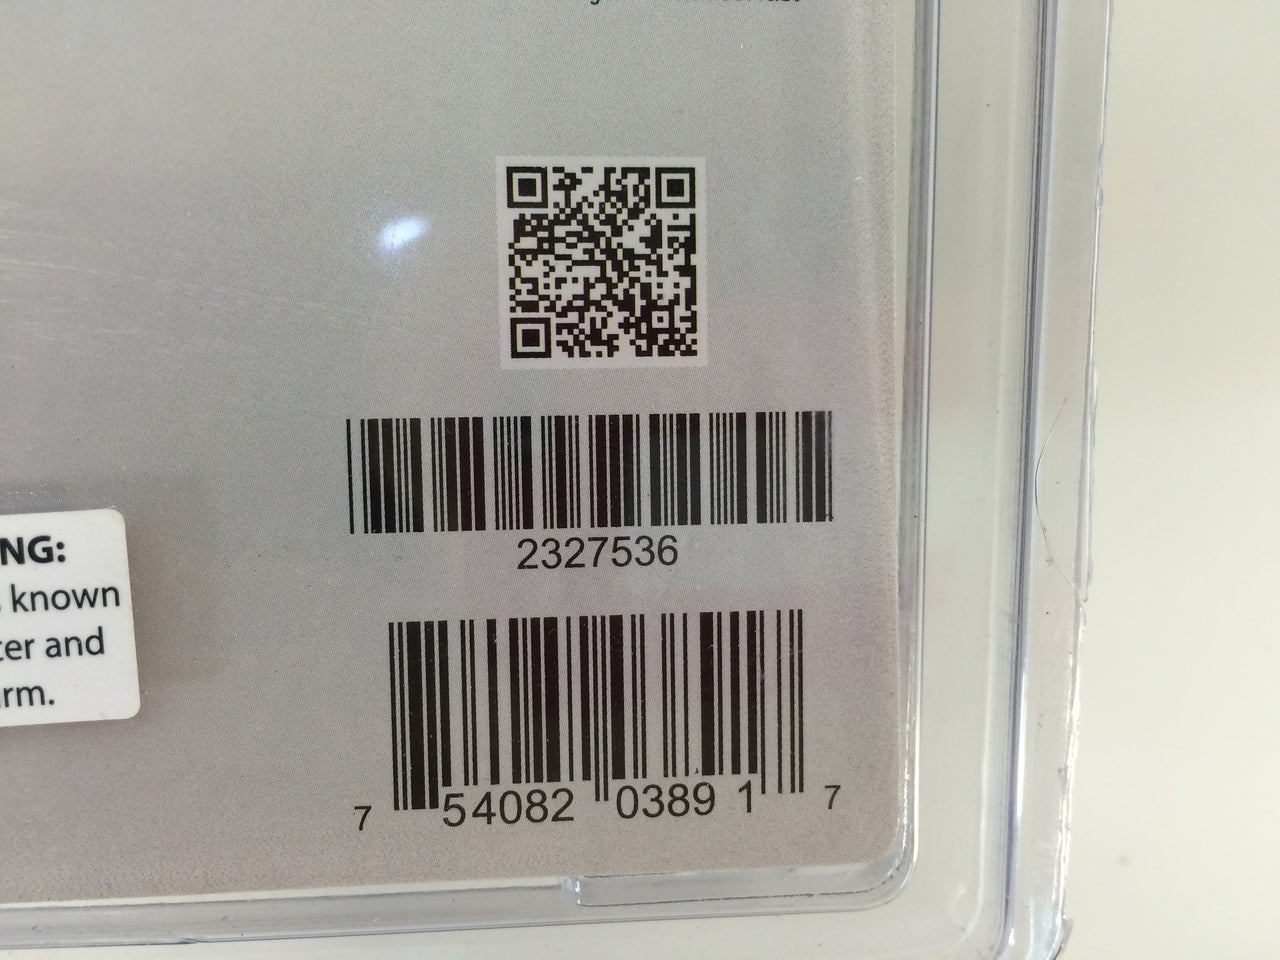 2327536
NG:
known
ter and
rm.
7 54082 03891 7